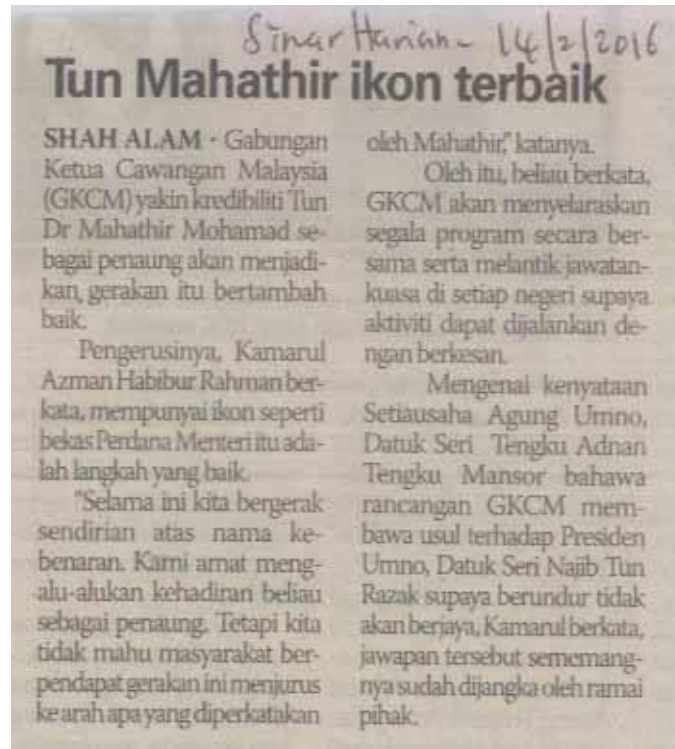 Sinar Harian - 14/2/2016
Tun Mahathir ikon terbaik
SHAH ALAM - Gabungan
Ketua Cawangan Malaysia
(GKCM) yakin kredibiliti Tun
Dr Mahathir Mohamad se-
bagai penaung akan menjadi-
kan gerakan itu bertambah
baik.
Pengerusinya, Kamarul
Azman Habibur Rahman ber-
kata, mempunyai ikon seperti
bekas Perdana Menteri itu ada-
lah langkah yang baik.
"Selama ini kita bergerak
sendirian atas nama ke-
benaran. Kami amat meng-
alu-alukan kehadiran beliau
sebagai penaung. Tetapi kita
tidak mahu masyarakat ber-
pendapat gerakan ini menjurus
ke arah apa yang diperkatakan
oleh Mahathir," katanya.
Oleh itu, beliau berkata,
GKCM akan menyelaraskan
segala program secara ber-
sama serta melantik jawatan-
kuasa di setiap negeri supaya
aktiviti dapat dijalankan de-
ngan berkesan.
Mengenai kenyataan
Setiausaha Agung Umno,
Datuk Seri Tengku Adnan
Tengku Mansor bahawa
rancangan GKCM mem-
bawa usul terhadap Presiden
Umno, Datuk Seri Najib Tun
Razak supaya berundur tidak
akan berjaya, Kamarul berkata,
jawapan tersebut sememang-
nya sudah dijangka oleh ramai
pihak.